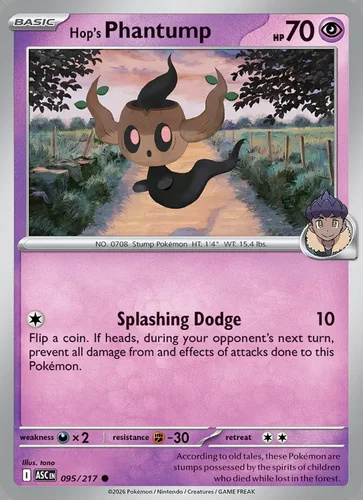 BASIC
Hop's Phantump HP 70
NO. 0708 Stump Pokémon HT: 1'4" WT: 15.4 lbs.
Splashing Dodge 10
Flip a coin. If heads, during your opponent's next turn,
prevent all damage from and effects of attacks done to this
Pokémon.
weakness ×2 resistance -30 retreat
Illus. tono
I ASC EN 095/217
According to old tales, these Pokémon are
stumps possessed by the spirits of children
who died while lost in the forest.
©2026 Pokémon / Nintendo / Creatures / GAME FREAK